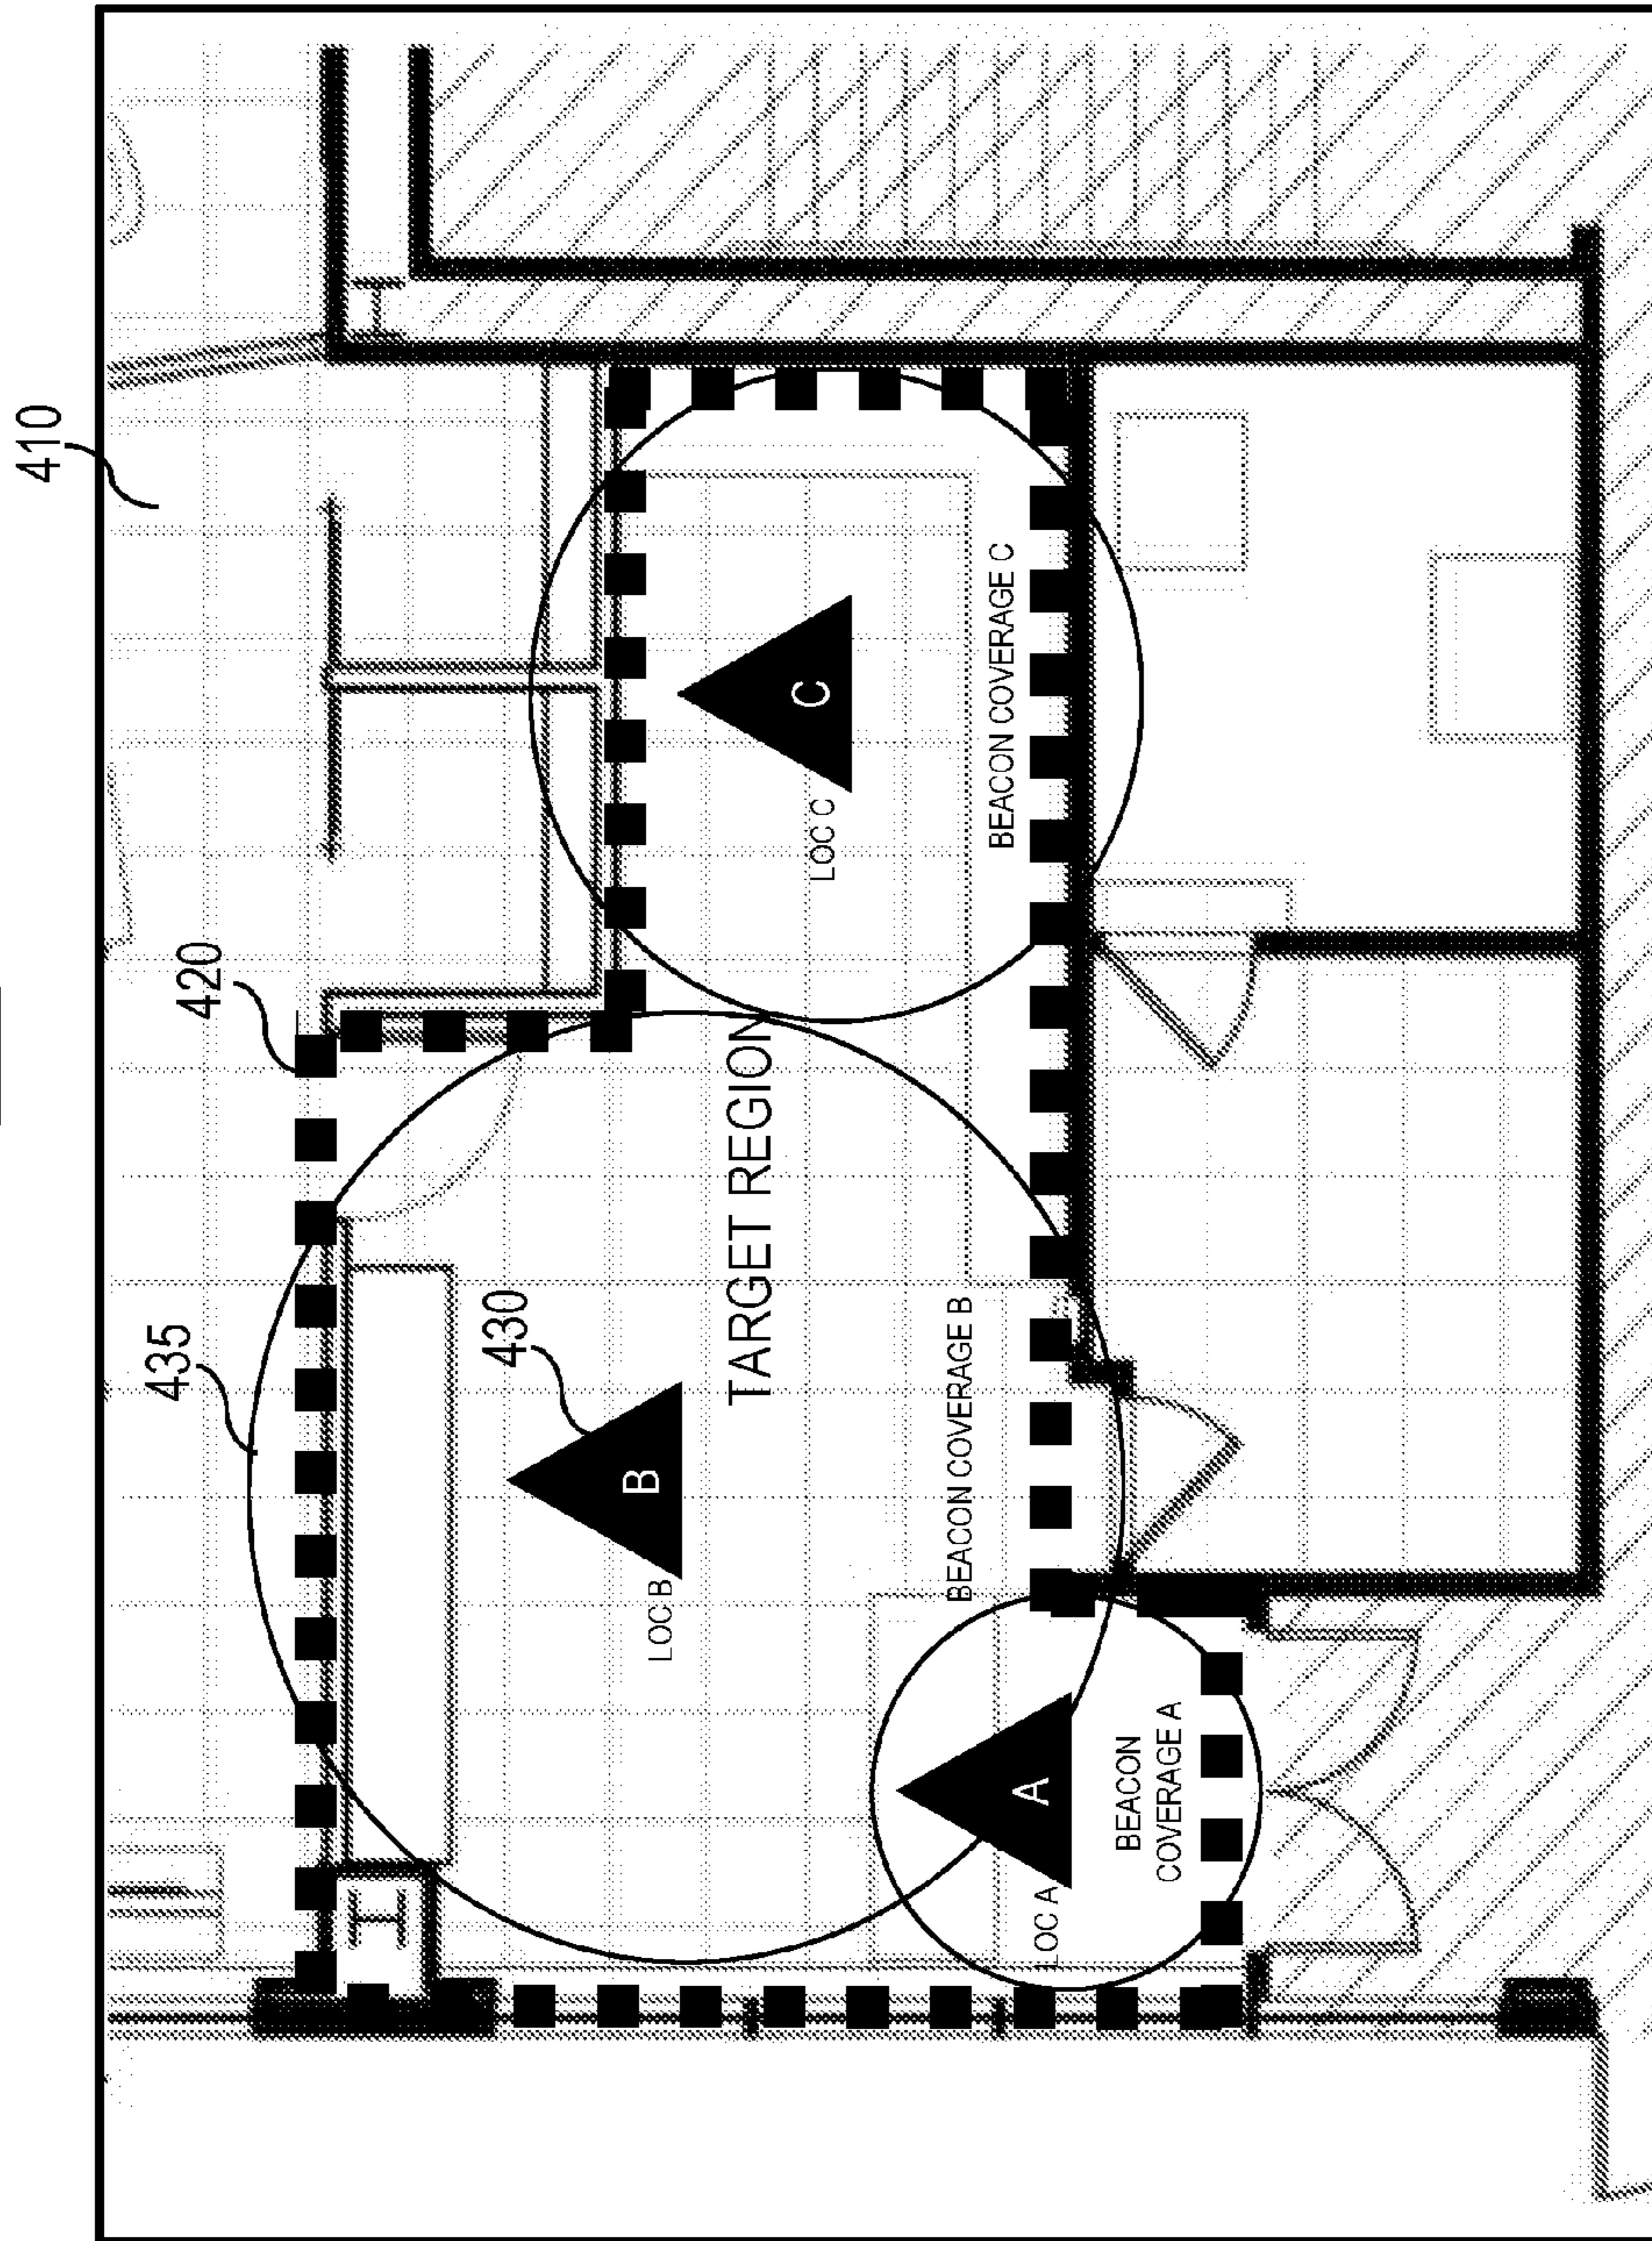 410
435
420
430
B
LOC B
TARGET REGION
C
LOC C
BEACON COVERAGE B
BEACON COVERAGE C
A
LOC A
BEACON
COVERAGE A